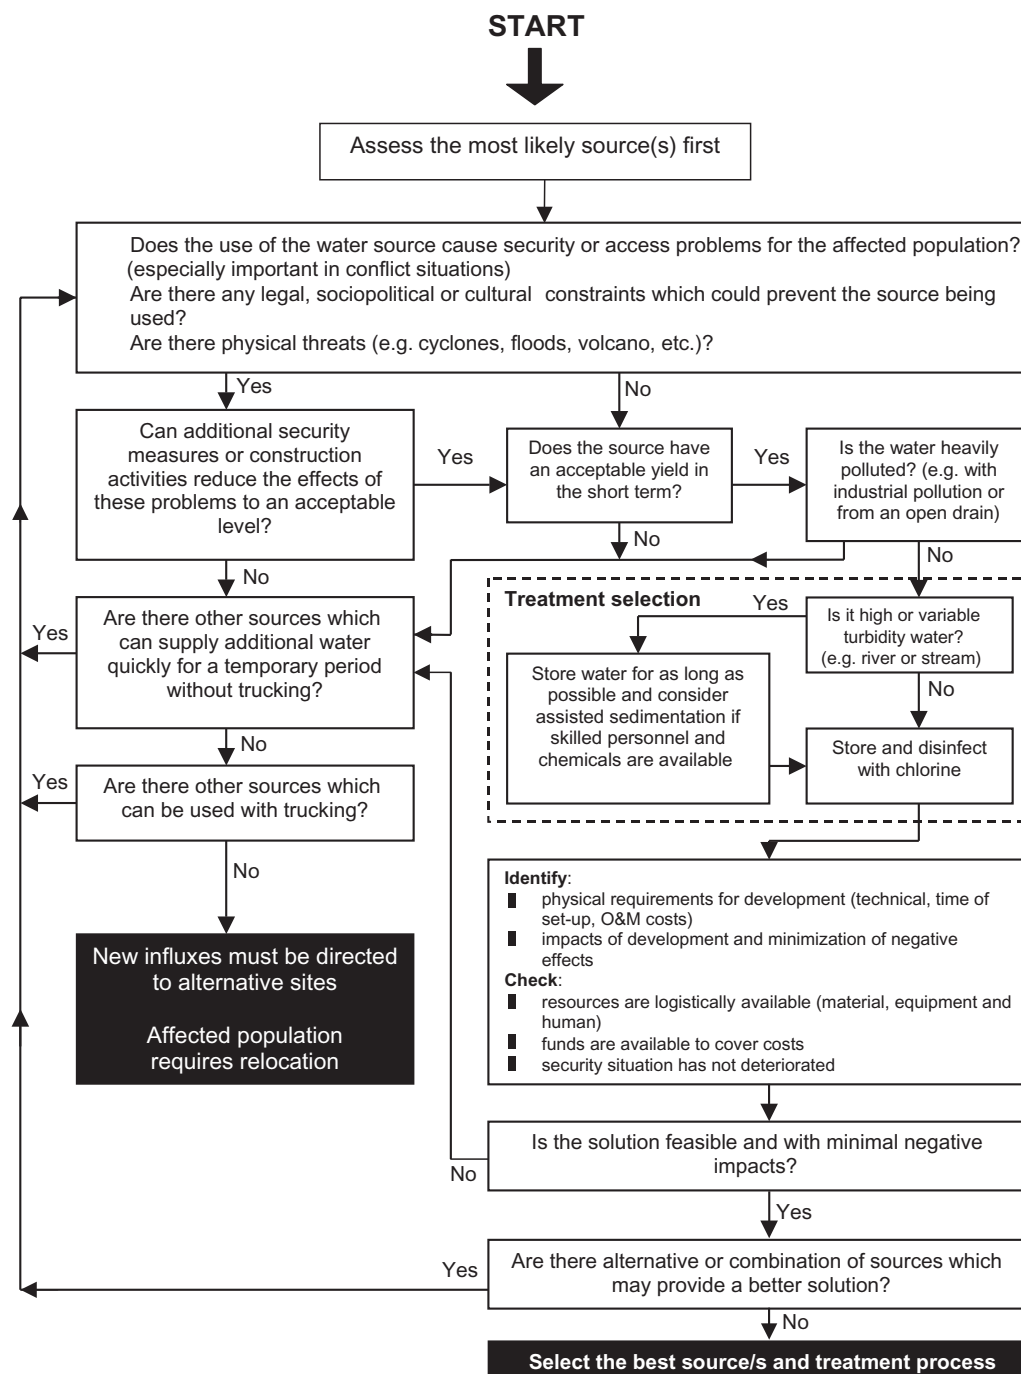 START
Assess the most likely source(s) first
Does the use of the water source cause security or access problems for the affected population?
(especially important in conflict situations)
Are there any legal, sociopolitical or cultural constraints which could prevent the source being
used?
Are there physical threats (e.g. cyclones, floods, volcano, etc.)?
Yes
No
Can additional security
measures or construction
activities reduce the effects of
these problems to an acceptable
level?
Yes
Does the source have
an acceptable yield in
the short term?
Yes
Is the water heavily
polluted? (e.g. with
industrial pollution or
from an open drain)
No
No
No
Treatment selection
Yes
Is it high or variable
turbidity water?
(e.g. river or stream)
Yes
Are there other sources which
can supply additional water
quickly for a temporary period
without trucking?
Store water for as long as
possible and consider
assisted sedimentation if
skilled personnel and
chemicals are available
No
Store and disinfect
with chlorine
No
Yes
Are there other sources which
can be used with trucking?
No
Identify:
physical requirements for development (technical, time of
set-up, O&M costs)
impacts of development and minimization of negative
effects
Check:
resources are logistically available (material, equipment and
human)
funds are available to cover costs
security situation has not deteriorated
New influxes must be directed
to alternative sites
Affected population
requires relocation
Is the solution feasible and with minimal negative
impacts?
No
Yes
Are there alternative or combination of sources which
may provide a better solution?
Yes
No
Select the best source/s and treatment process